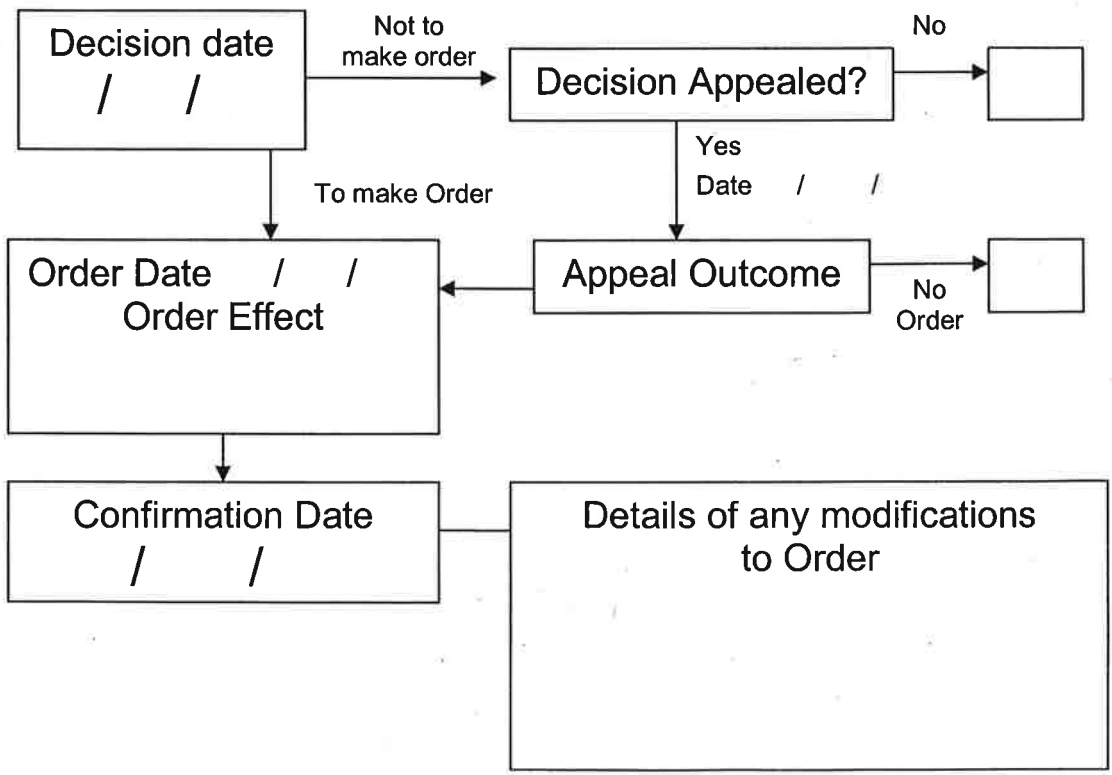 Decision date
/ /
Not to
make order
Decision Appealed?
No
Yes
Date / /
To make Order
Order Date / /
Order Effect
Appeal Outcome
No
Order
Confirmation Date
/ /
Details of any modifications
to Order